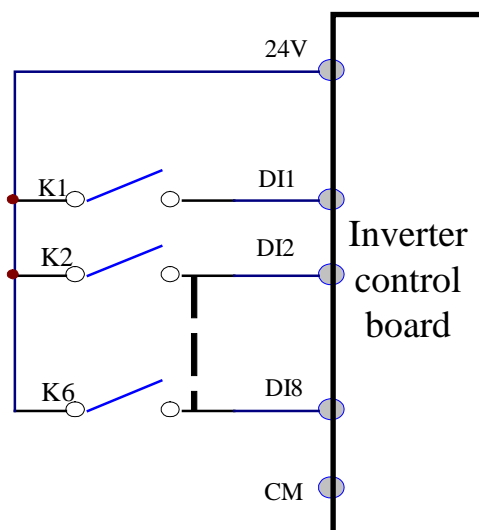 24V
K1
DI1
K2
DI2
Inverter
control
board
K6
DI8
CM